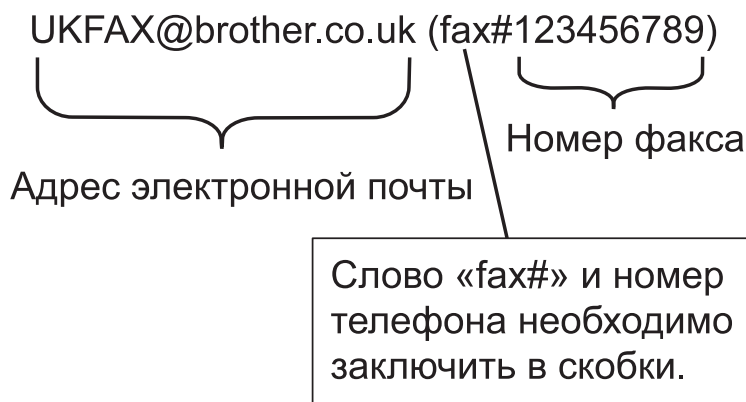 UKFAX@brother.co.uk (fax#123456789)
Номер факса
Адрес электронной почты
Слово «fax#» и номер
телефона необходимо
заключить в скобки.